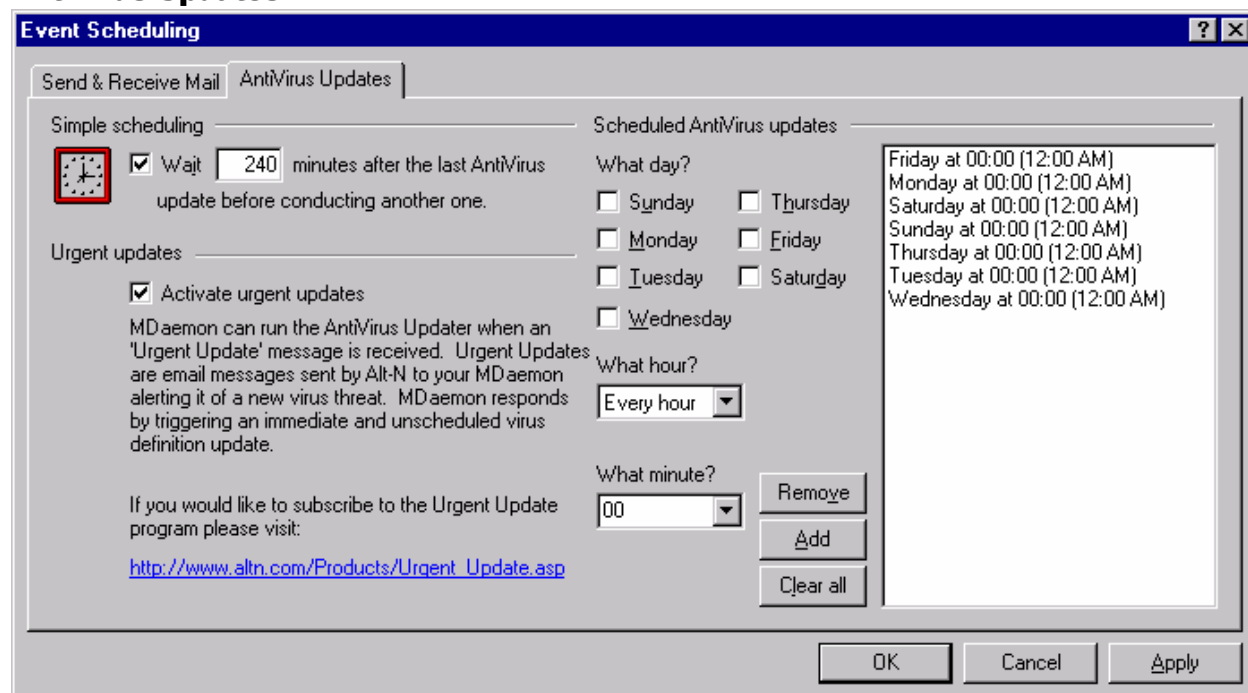 Event Scheduling
Send & Receive Mail
AntiVirus Updates
Simple scheduling
Wait 240 minutes after the last AntiVirus
update before conducting another one.
Urgent updates
Activate urgent updates
MDaemon can run the AntiVirus Updater when an
'Urgent Update' message is received. Urgent Updates
are email messages sent by Alt-N to your MDaemon
alerting it of a new virus threat. MDaemon responds
by triggering an immediate and unscheduled virus
definition update.
If you would like to subscribe to the Urgent Update
program please visit:
http://www.altn.com/Products/Urgent_Update.asp
Scheduled AntiVirus updates
What day?
Sunday
Thursday
Monday
Friday
Tuesday
Saturday
Wednesday
What hour?
Every hour
What minute?
00
Remove
Add
Clear all
Friday at 00:00 (12:00 AM)
Monday at 00:00 (12:00 AM)
Saturday at 00:00 (12:00 AM)
Sunday at 00:00 (12:00 AM)
Thursday at 00:00 (12:00 AM)
Tuesday at 00:00 (12:00 AM)
Wednesday at 00:00 (12:00 AM)
OK
Cancel
Apply